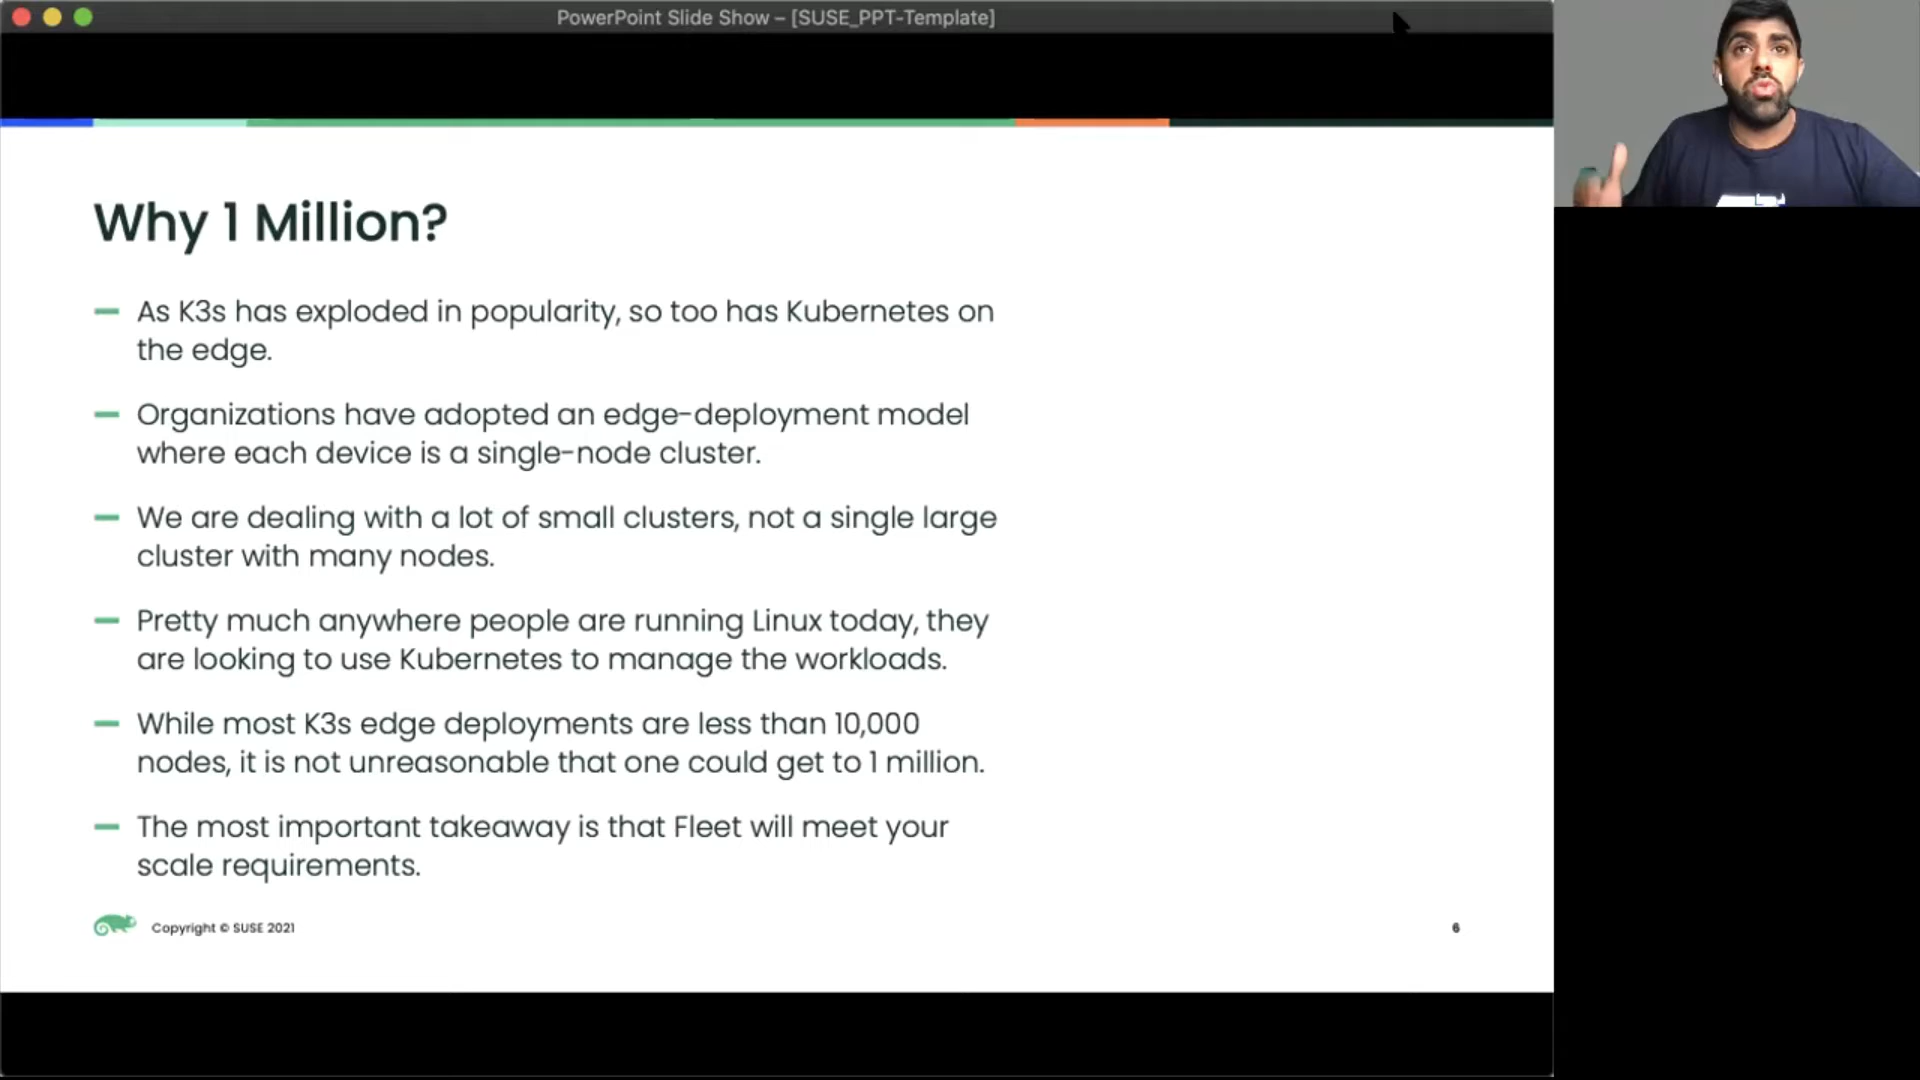 PowerPoint Slide Show – [SUSE_PPT-Template]
Why 1 Million?
As K3s has exploded in popularity, so too has Kubernetes on
the edge.
Organizations have adopted an edge-deployment model
where each device is a single-node cluster.
We are dealing with a lot of small clusters, not a single large
cluster with many nodes.
Pretty much anywhere people are running Linux today, they
are looking to use Kubernetes to manage the workloads.
While most K3s edge deployments are less than 10,000
nodes, it is not unreasonable that one could get to 1 million.
The most important takeaway is that Fleet will meet your
scale requirements.
Copyright © SUSE 2021
6